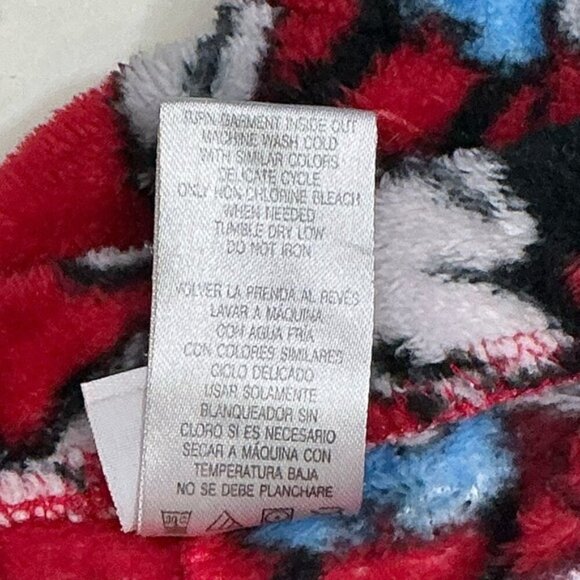 TURN GARMENT INSIDE OUT
MACHINE WASH COLD
WITH SIMILAR COLORS
DELICATE CYCLE
ONLY NON CHLORINE BLEACH
WHEN NEEDED
TUMBLE DRY LOW
DO NOT IRON
VOLVER LA PRENDA AL REVÉS
LAVAR A MÁQUINA
CON AGUA FRÍA
CON COLORES SIMILARES
CICLO DELICADO
USAR SOLAMENTE
BLANQUEADOR SIN
CLORO SI ES NECESARIO
SECAR A MÁQUINA CON
TEMPERATURA BAJA
NO SE DEBE PLANCHARE